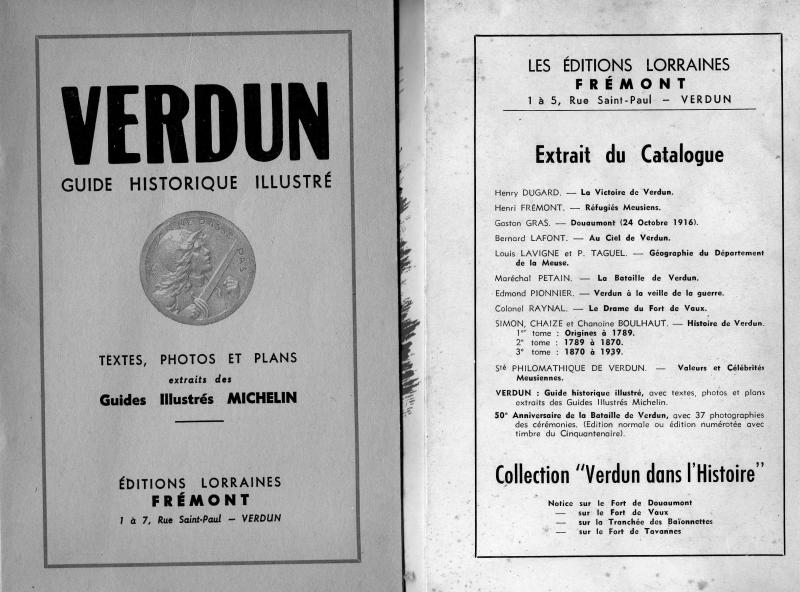 VERDUN
GUIDE HISTORIQUE ILLUSTRÉ
TEXTES, PHOTOS ET PLANS
extraits des
Guides Illustrés MICHELIN
ÉDITIONS LORRAINES
FRÉMONT
1 à 7, Rue Saint-Paul — VERDUN
LES ÉDITIONS LORRAINES
FRÉMONT
1 à 5, Rue Saint-Paul — VERDUN
Extrait du Catalogue
Henry DUGARD. — La Victoire de Verdun.
Henri FRÉMONT. — Réfugiés Meusiens.
Gaston GRAS. — Douaumont (24 Octobre 1916).
Bernard LAFONT. — Au Ciel de Verdun.
Louis LAVIGNE et P. TAGUEL. — Géographie du Département
de la Meuse.
Maréchal PETAIN. — La Bataille de Verdun.
Edmond PIONNIER. — Verdun à la veille de la guerre.
Colonel RAYNAL. — Le Drame du Fort de Vaux.
SIMON, CHAIZE et Chanoine BOULHAUT. — Histoire de Verdun.
1er tome : Origines à 1789.
2e tome : 1789 à 1870.
3e tome : 1870 à 1939.
Sté PHILOMATHIQUE DE VERDUN. — Valeurs et Célébrités
Meusiennes.
VERDUN : Guide historique illustré, avec textes, photos et plans
extraits des Guides Illustrés Michelin.
50e Anniversaire de la Bataille de Verdun, avec 37 photographies
des cérémonies. (Edition normale ou édition numérotée avec
timbre du Cinquantenaire).
Collection "Verdun dans l'Histoire"
Notice sur le Fort de Douaumont
— sur le Fort de Vaux
— sur la Tranchée des Baïonnettes
— sur le Fort de Tavannes